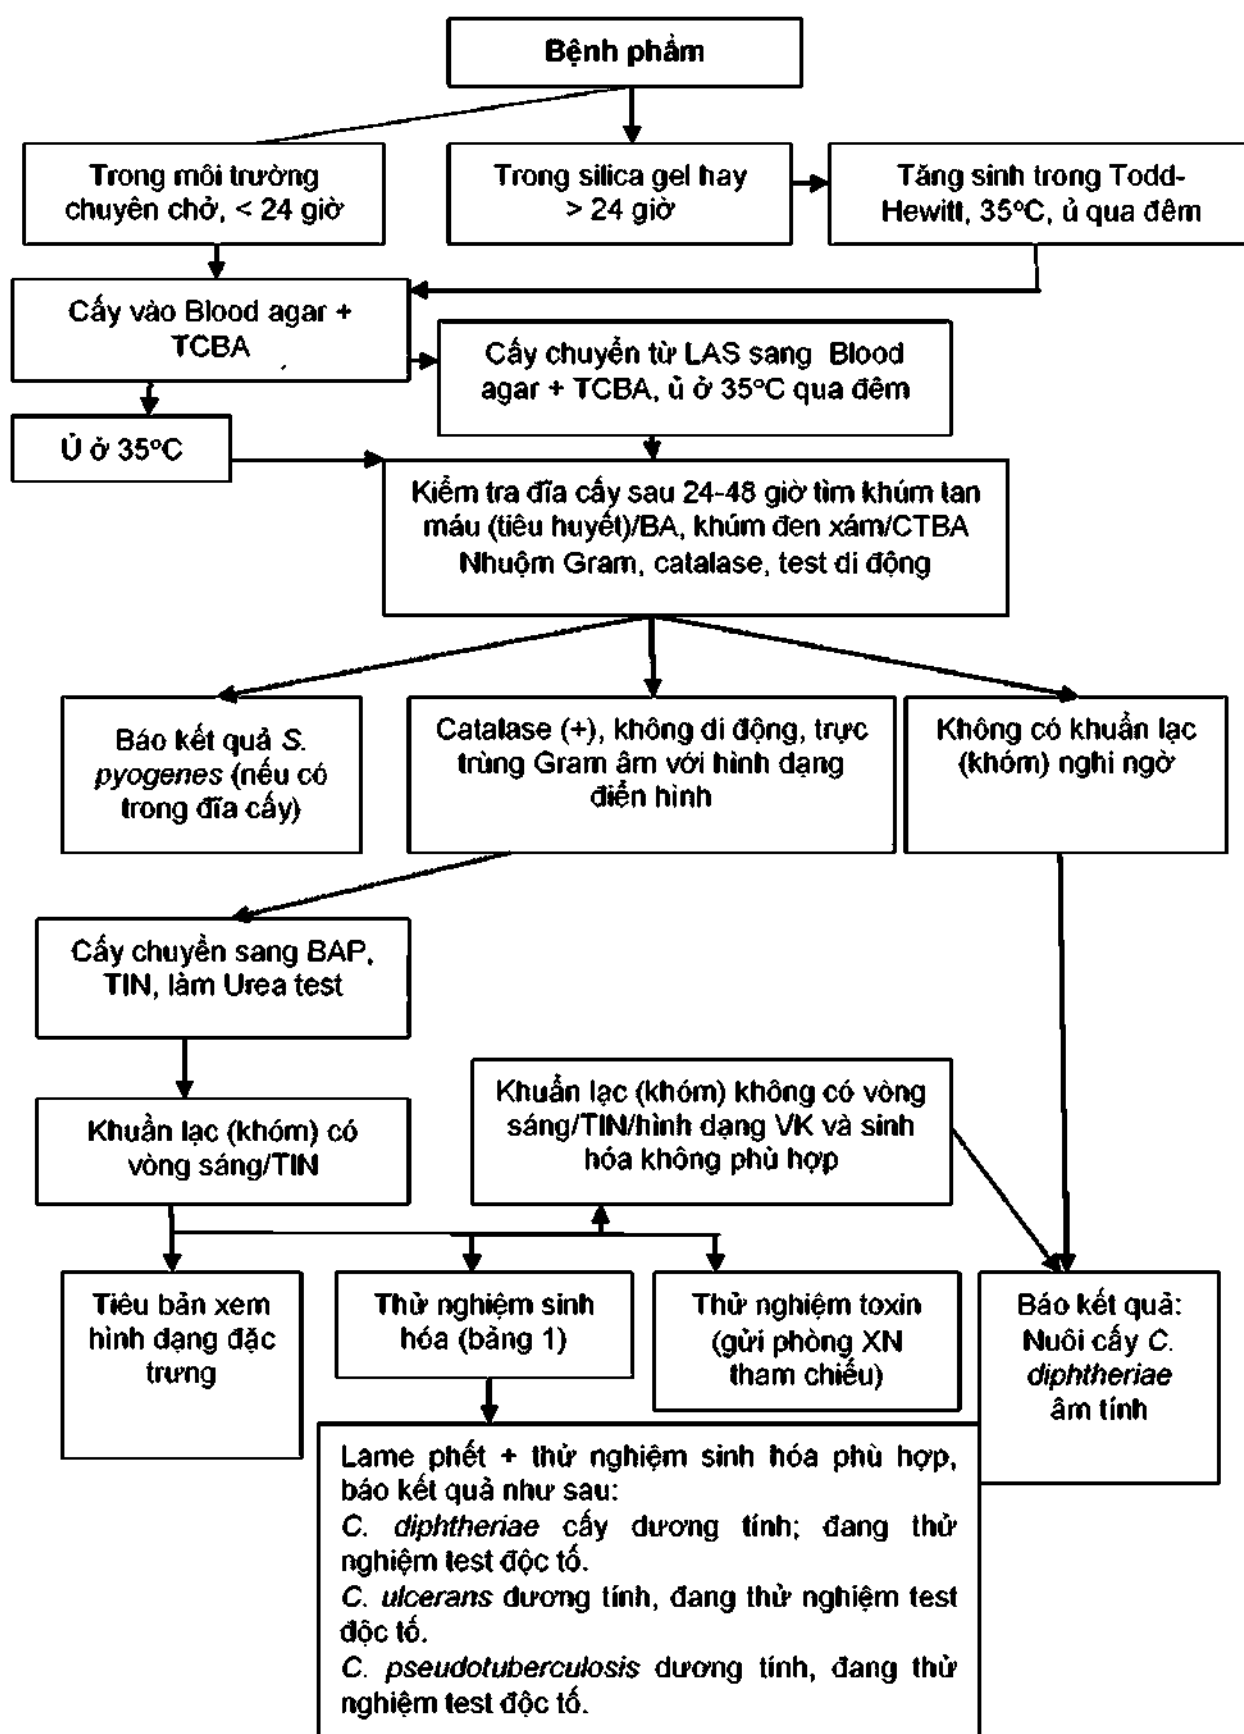 Bệnh phẩm
Trong môi trường
chuyên chở, < 24 giờ
Trong silica gel hay
> 24 giờ
Tăng sinh trong Todd-
Hewitt, 35ºC, ủ qua đêm
Cấy vào Blood agar +
TCBA
Cấy chuyển từ LAS sang Blood
agar + TCBA, ủ ở 35ºC qua đêm
Ủ ở 35ºC
Kiểm tra đĩa cấy sau 24-48 giờ tìm khúm tan
máu (tiêu huyết)/BA, khúm đen xám/CTBA
Nhuộm Gram, catalase, test di động
Báo kết quả S.
pyogenes (nếu có
trong đĩa cấy)
Catalase (+), không di động, trực
trùng Gram âm với hình dạng
điển hình
Không có khuẩn lạc
(khóm) nghi ngờ
Cấy chuyển sang BAP,
TIN, làm Urea test
Khuẩn lạc (khóm) có
vòng sáng/TIN
Khuẩn lạc (khóm) không có vòng
sáng/TIN/hình dạng VK và sinh
hóa không phù hợp
Tiêu bản xem
hình dạng đặc
trưng
Thử nghiệm sinh
hóa (bảng 1)
Thử nghiệm toxin
(gửi phòng XN
tham chiếu)
Báo kết quả:
Nuôi cấy C.
diphtheriae
âm tính
Lame phết + thử nghiệm sinh hóa phù hợp,
báo kết quả như sau:
C. diphtheriae cấy dương tính; đang thử
nghiệm test độc tố.
C. ulcerans dương tính, đang thử nghiệm test
độc tố.
C. pseudotuberculosis dương tính, đang thử
nghiệm test độc tố.